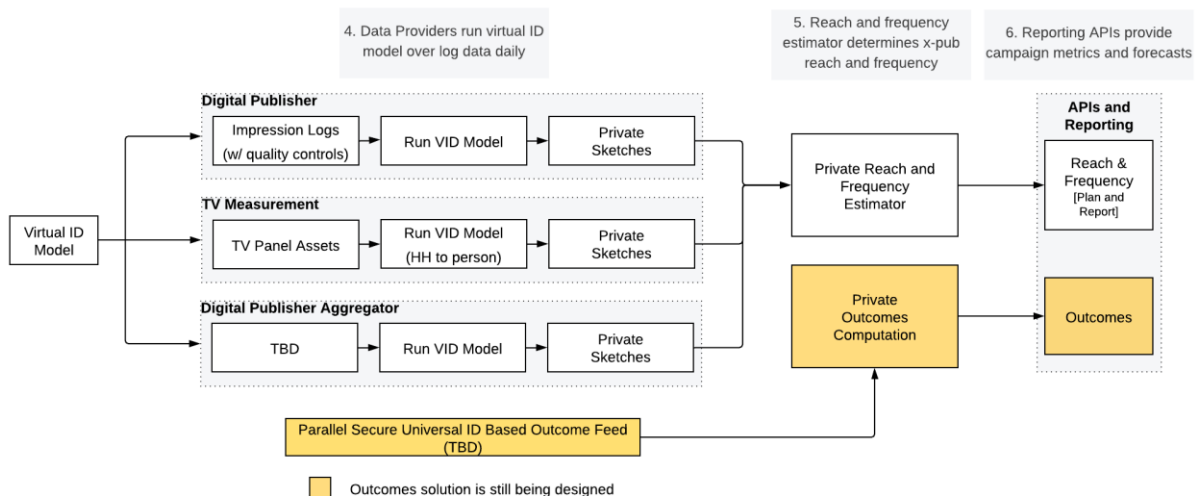 4. Data Providers run virtual ID
model over log data daily
5. Reach and frequency
estimator determines x-pub
reach and frequency
6. Reporting APIs provide
campaign metrics and forecasts
Digital Publisher
Impression Logs
(w/ quality controls)
Run VID Model
Private
Sketches
APIs and
Reporting
Private Reach and
Frequency
Estimator
Reach &
Frequency
[Plan and
Report]
Virtual ID
Model
TV Measurement
TV Panel Assets
Run VID Model
(HH to person)
Private
Sketches
Digital Publisher Aggregator
TBD
Run VID Model
Private
Sketches
Private
Outcomes
Computation
Outcomes
Parallel Secure Universal ID Based Outcome Feed
(TBD)
Outcomes solution is still being designed